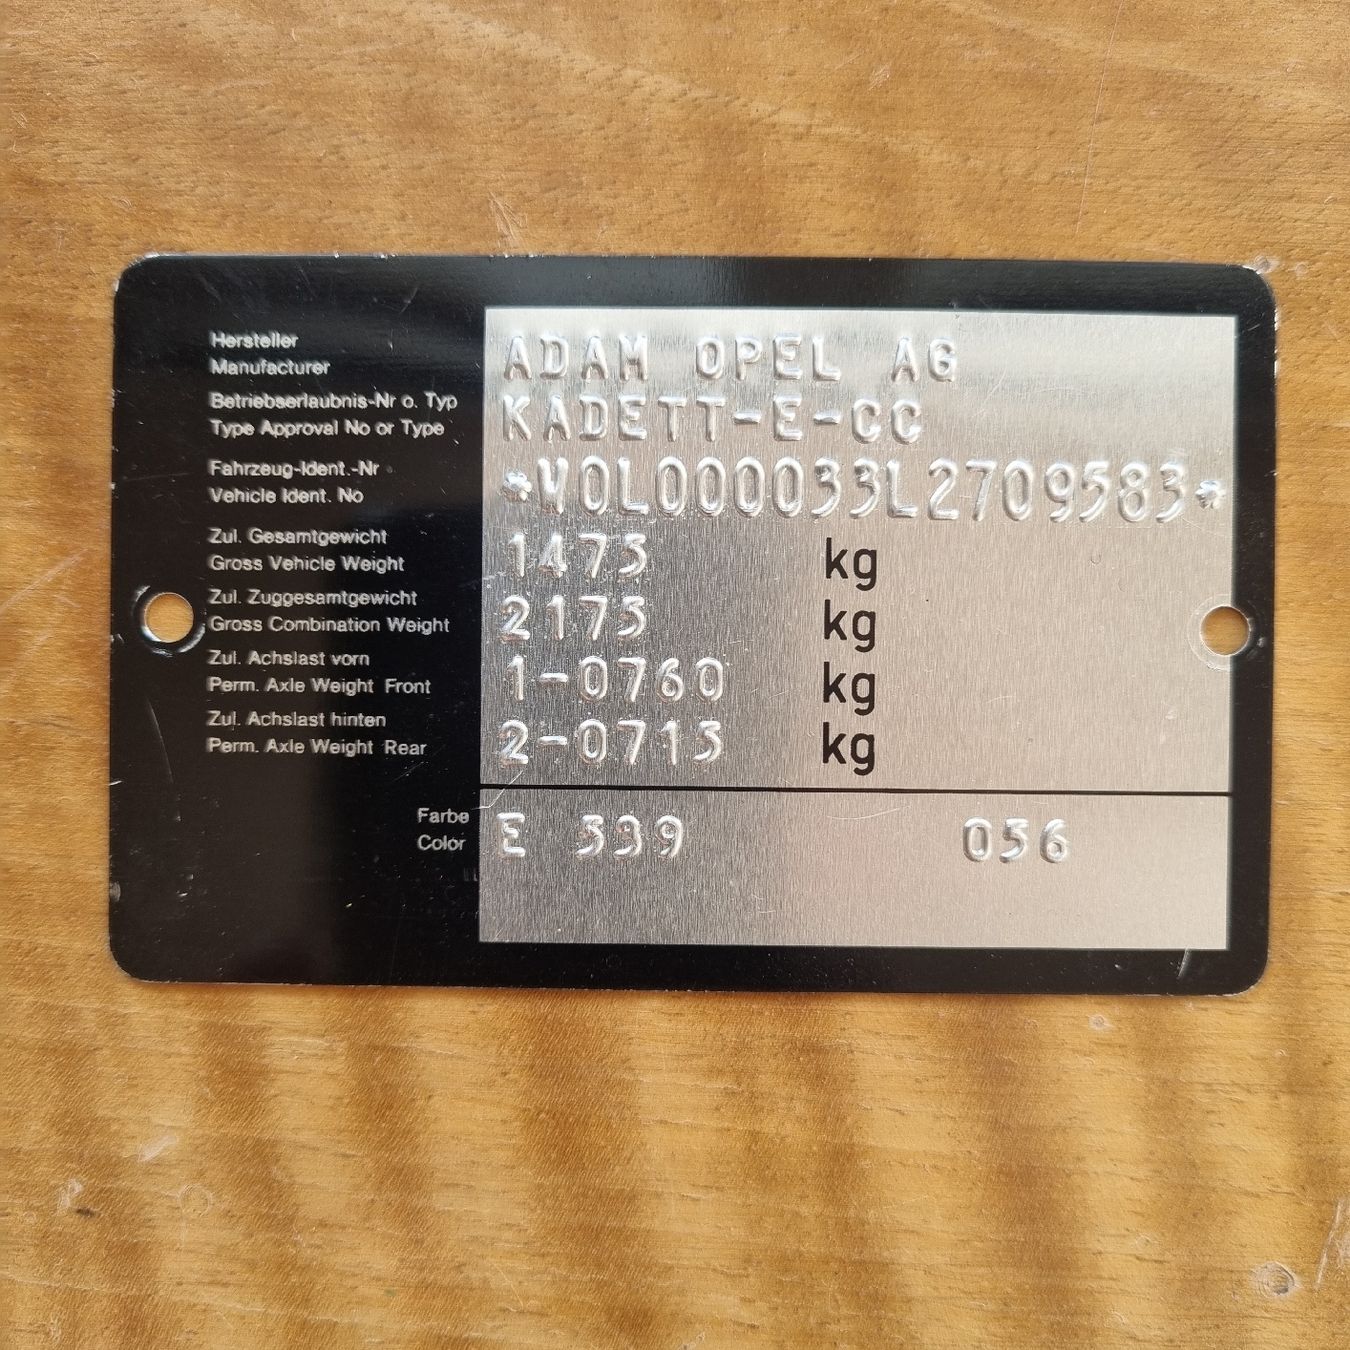 Hersteller
Manufacturer
ADAM OPEL AG
Betriebserlaubnis-Nr o. Typ
Type Approval No or Type
KADETT-E-CC
Fahrzeug-Ident.-Nr
Vehicle Ident. No
*W0L000033L2709583*
Zul. Gesamtgewicht
Gross Vehicle Weight
1475 kg
Zul. Zuggesamtgewicht
Gross Combination Weight
2175 kg
Zul. Achslast vorn
Perm. Axle Weight Front
1-0760 kg
Zul. Achslast hinten
Perm. Axle Weight Rear
2-0715 kg
Farbe
Color
E 539 056